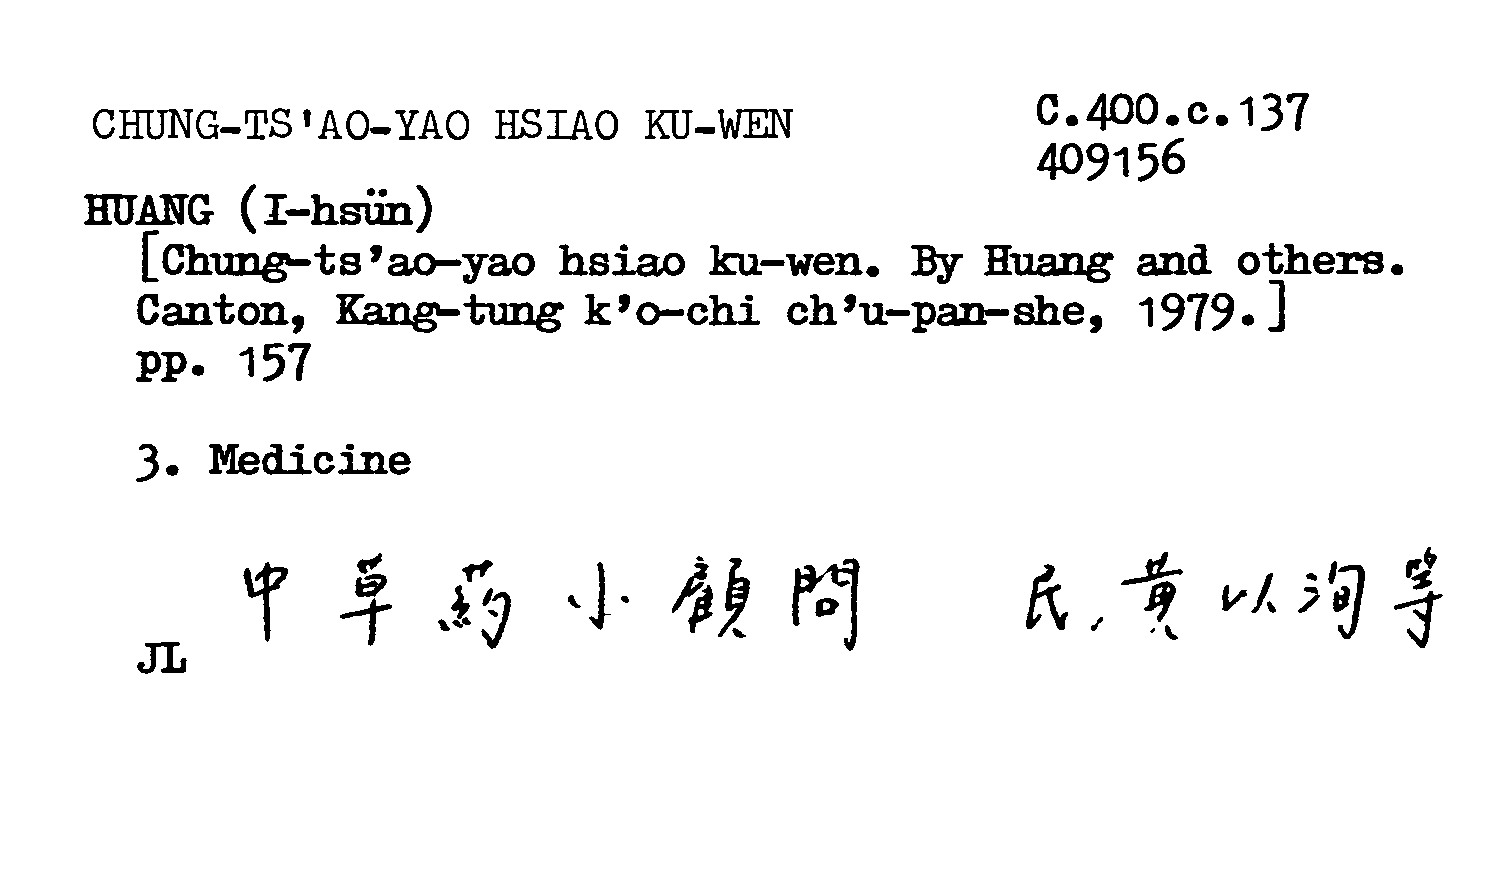 CHUNG-TS'AO-YAO HSIAO KU-WEN
C.400.c.137
409156
HUANG (I-hsün)
[Chung-ts'ao-yao hsiao ku-wen. By Huang and others.
Canton, Kang-tung k'o-chi ch'u-pan-she, 1979.]
pp. 157
3. Medicine
中草葯小顧問 民,黄以洵等
JL